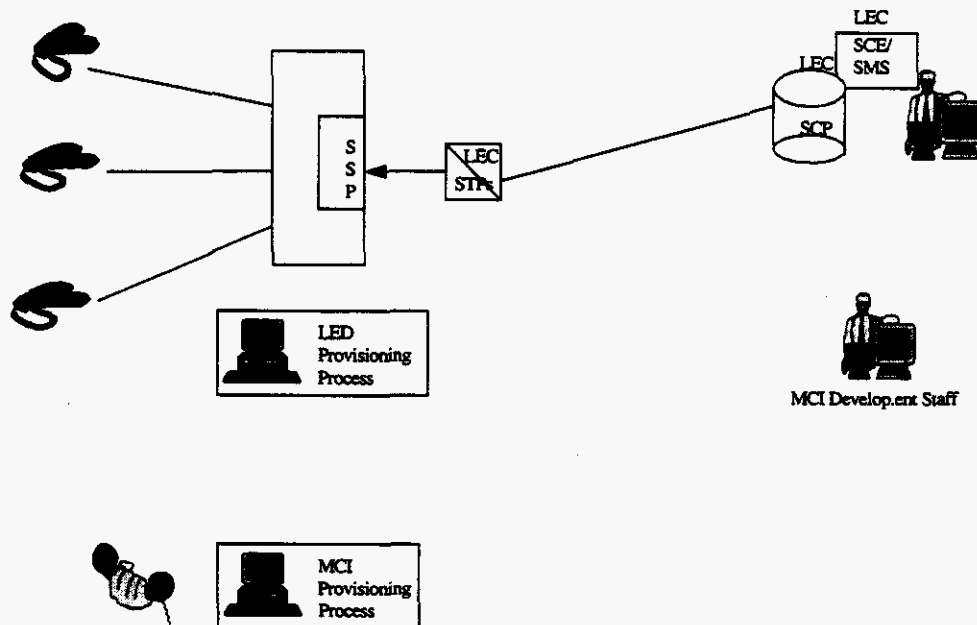 LEC
SCE/
SMS
LEC
SCP
S
S
P
LEC
STPs
LED
Provisioning
Process
MCI Develop.ent Staff
MCI
Provisioning
Process